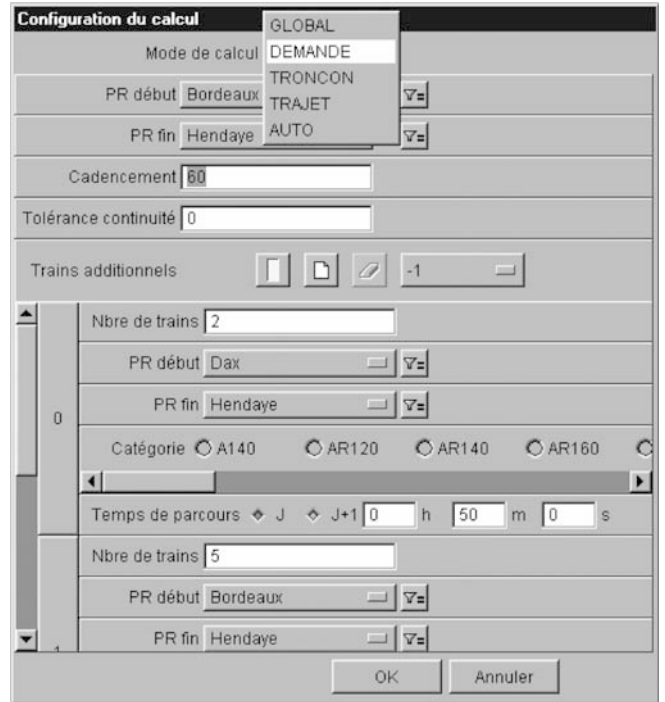 Configuration du calcul
Mode de calcul
GLOBAL
DEMANDE
TRONCON
TRAJET
AUTO
PR début Bordeaux
PR fin Hendaye
Cadencement 60
Tolérance continuité 0
Trains additionnels -1
0
Nbre de trains 2
PR début Dax
PR fin Hendaye
Catégorie A140 AR120 AR140 AR160
Temps de parcours J J+1 0 h 50 m 0 s
Nbre de trains 5
PR début Bordeaux
PR fin Hendaye
OK Annuler